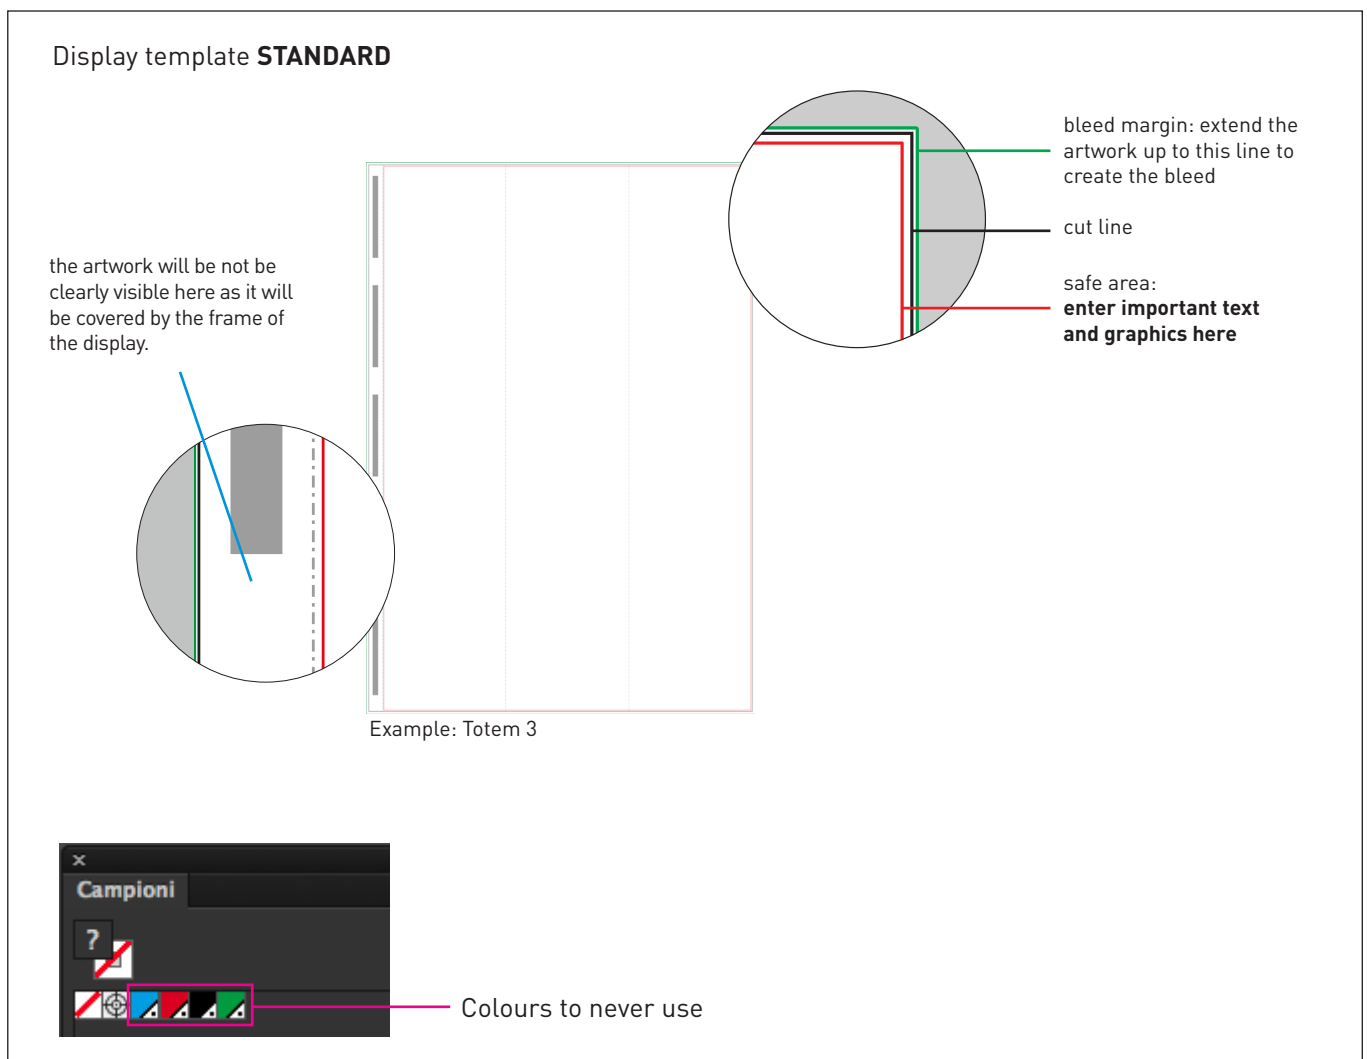 Display template STANDARD
bleed margin: extend the
artwork up to this line to
create the bleed
cut line
safe area:
enter important text
and graphics here
the artwork will be not be
clearly visible here as it will
be covered by the frame of
the display.
Example: Totem 3
×
Campioni
?
Colours to never use